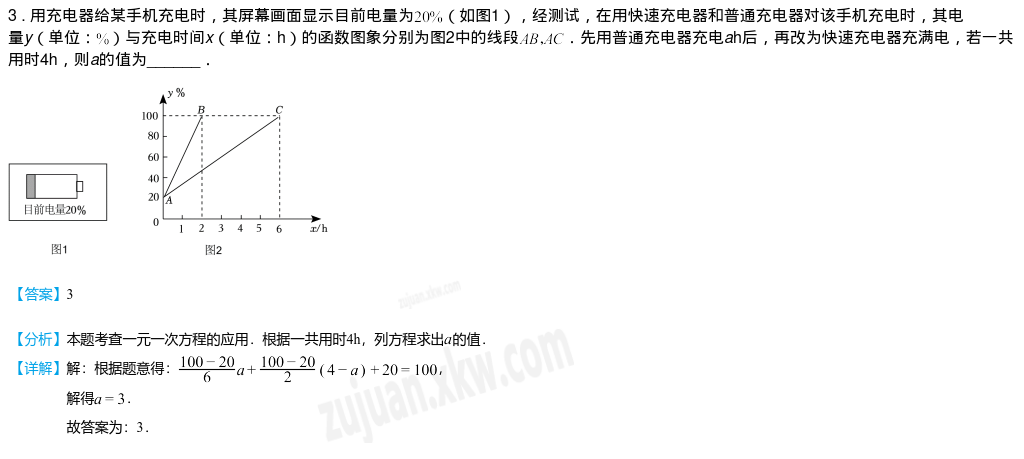 3．用充电器给某手机充电时，其屏幕画面显示目前电量为20%（如图1），经测试，在用快速充电器和普通充电器对该手机充电时，其电
量y（单位：%）与充电时间x（单位：h）的函数图象分别为图2中的线段AB,AC．先用普通充电器充电ah后，再改为快速充电器充满电，若一共
用时4h，则a的值为______．
y%
100
B
C
80
60
40
20
A
0
1 2 3 4 5 6 x/h
目前电量20%
图1
图2
【答案】3
【分析】本题考查一元一次方程的应用．根据一共用时4h，列方程求出a的值．
【详解】解：根据题意得：\frac{100-20}{6}a+\frac{100-20}{2}(4-a)+20=100，
解得a=3．
故答案为：3．
zujuan.xkw.com
zujuan.xkw.com